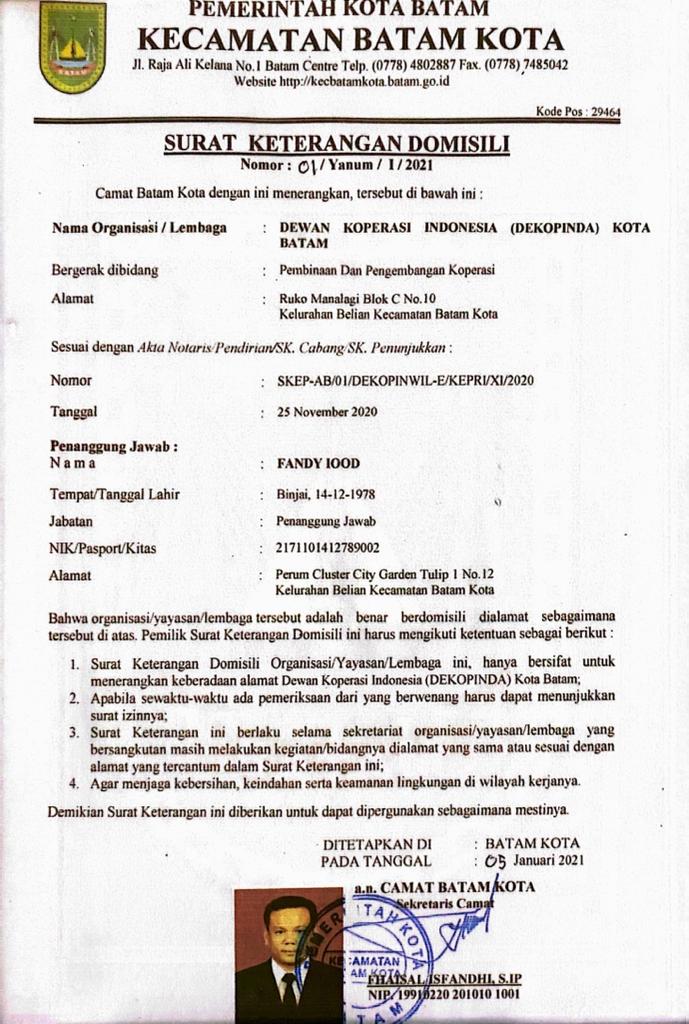 PEMERINTAH KOTA BATAM
KECAMATAN BATAM KOTA
Jl. Raja Ali Kelana No.1 Batam Centre Telp. (0778) 4802887 Fax. (0778) 7485042
Website http://kecbatamkota.batam.go.id
BATAM
Kode Pos : 29464
SURAT KETERANGAN DOMISILI
Nomor : 01/ Yanum / 1 / 2021
Camat Batam Kota dengan ini menerangkan, tersebut di bawah ini :
Nama Organisasi / Lembaga : DEWAN KOPERASI INDONESIA (DEKOPINDA) KOTA
BATAM
Bergerak dibidang : Pembinaan Dan Pengembangan Koperasi
Alamat : Ruko Manalagi Blok C No.10
Kelurahan Belian Kecamatan Batam Kota
Sesuai dengan Akta Notaris/Pendirian/SK. Cabang/SK. Penunjukkan :
Nomor : SKEP-AB/01/DEKOPINWIL-E/KEPRI/XI/2020
Tanggal : 25 November 2020
Penanggung Jawab :
N a m a : FANDY IOOD
Tempat/Tanggal Lahir : Binjai, 14-12-1978
Jabatan : Penanggung Jawab
NIK/Pasport/Kitas : 2171101412789002
Alamat : Perum Cluster City Garden Tulip 1 No.12
Kelurahan Belian Kecamatan Batam Kota
Bahwa organisasi/yayasan/lembaga tersebut adalah benar berdomisili dialamat sebagaimana
tersebut di atas. Pemilik Surat Keterangan Domisili ini harus mengikuti ketentuan sebagai berikut :
1. Surat Keterangan Domisili Organisasi/Yayasan/Lembaga ini, hanya bersifat untuk
menerangkan keberadaan alamat Dewan Koperasi Indonesia (DEKOPINDA) Kota Batam;
2. Apabila sewaktu-waktu ada pemeriksaan dari yang berwenang harus dapat menunjukkan
surat izinnya;
3. Surat Keterangan ini berlaku selama sekretariat organisasi/yayasan/lembaga yang
bersangkutan masih melakukan kegiatan/bidangnya dialamat yang sama atau sesuai dengan
alamat yang tercantum dalam Surat Keterangan ini;
4. Agar menjaga kebersihan, keindahan serta keamanan lingkungan di wilayah kerjanya.
Demikian Surat Keterangan ini diberikan untuk dapat dipergunakan sebagaimana mestinya.
DITETAPKAN DI : BATAM KOTA
PADA TANGGAL : 05 Januari 2021
a.n. CAMAT BATAM KOTA
Sekretaris Camat
KECAMATAN
FHAISAL ISFANDHI, S.IP
NIP. 19910220 201010 1001